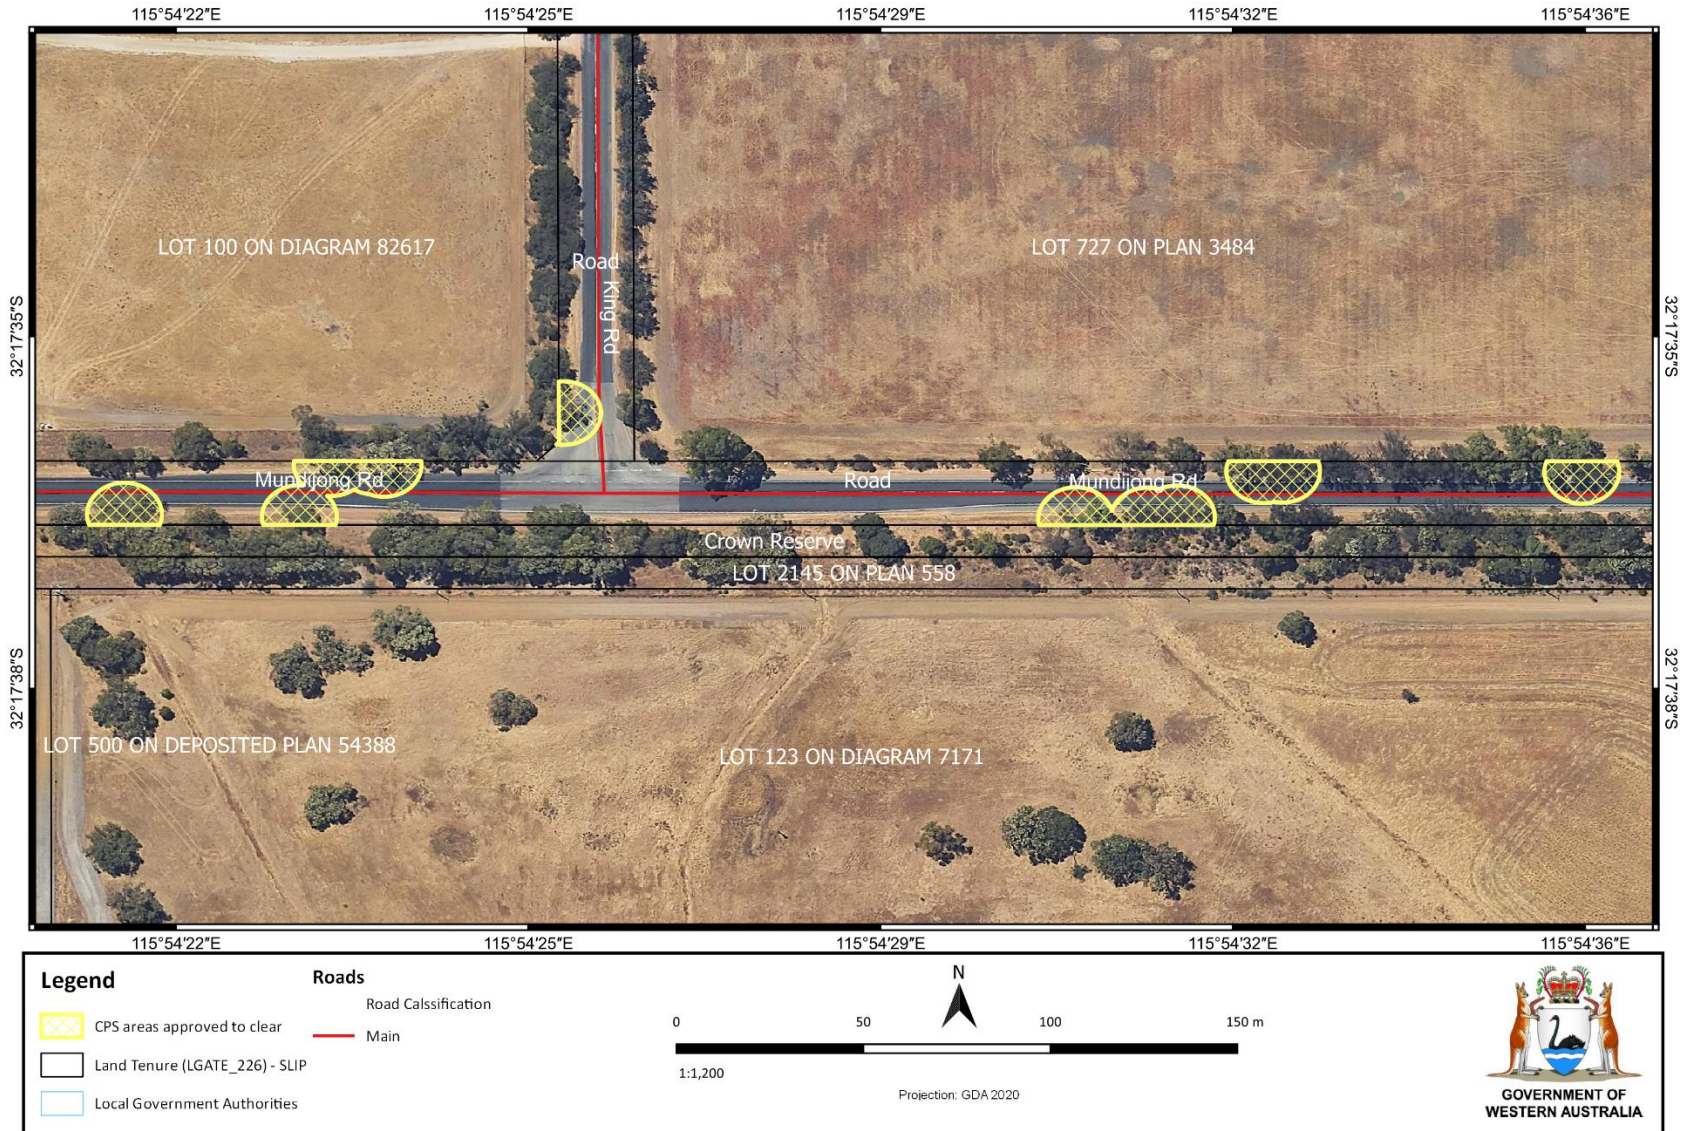 115°54'22"E 115°54'25"E 115°54'29"E 115°54'32"E 115°54'36"E
LOT 100 ON DIAGRAM 82617
LOT 727 ON PLAN 3484
Road
King Rd
32°17'35"S
32°17'35"S
Mundijong Rd
Road
Mundijong Rd
Crown Reserve
LOT 2145 ON PLAN 558
32°17'38"S
32°17'38"S
LOT 500 ON DEPOSITED PLAN 54388
LOT 123 ON DIAGRAM 7171
115°54'22"E 115°54'25"E 115°54'29"E 115°54'32"E 115°54'36"E
Legend
CPS areas approved to clear
Land Tenure (LGATE_226) - SLIP
Local Government Authorities
Roads
Road Calssification
Main
N
0 50 100 150 m
1:1,200
Projection: GDA 2020
GOVERNMENT OF
WESTERN AUSTRALIA